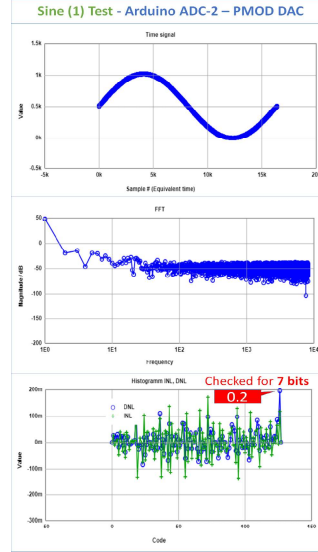 Sine (1) Test - Arduino ADC-2 – PMOD DAC
Time signal
1.5k
1k
0.5k
0k
-0.5k
Value
-5k 0k 5k 10k 15k 20
Sample # (Equivalent time)
FFT
50
0
-50
-100
-150
-200
Magnitude / dB
1E0 1E1 1E2 1E3 1E4
Frequency
Histogramm INL, DNL
Checked for 7 bits
0.2
200m
100m
0m
-100m
-200m
-300m
DNL
INL
Value
Code